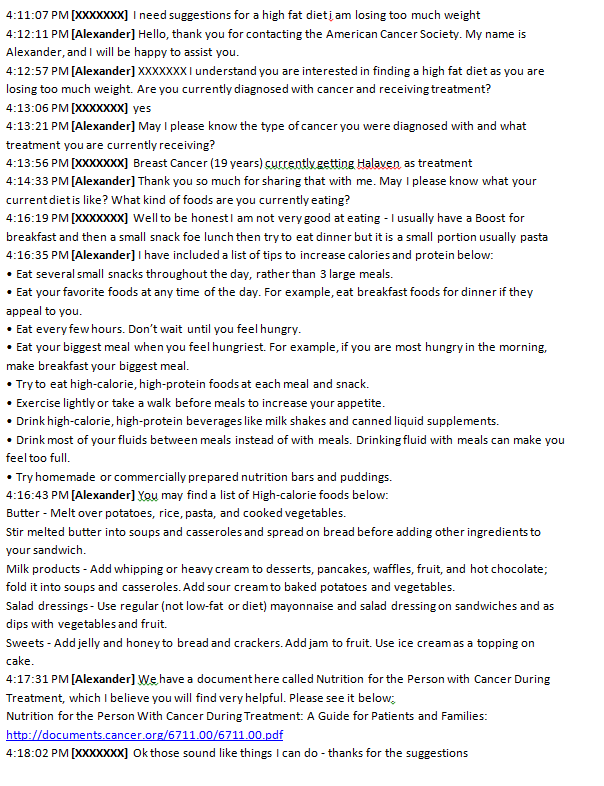 4:11:07 PM [XXXXXXX] I need suggestions for a high fat diet i am losing too much weight
4:12:11 PM [Alexander] Hello, thank you for contacting the American Cancer Society. My name is
Alexander, and I will be happy to assist you.
4:12:57 PM [Alexander] XXXXXXX I understand you are interested in finding a high fat diet as you are
losing too much weight. Are you currently diagnosed with cancer and receiving treatment?
4:13:06 PM [XXXXXXX] yes
4:13:21 PM [Alexander] May I please know the type of cancer you were diagnosed with and what
treatment you are currently receiving?
4:13:56 PM [XXXXXXX] Breast Cancer (19 years) currently getting Halaven as treatment
4:14:33 PM [Alexander] Thank you so much for sharing that with me. May I please know what your
current diet is like? What kind of foods are you currently eating?
4:16:19 PM [XXXXXXX] Well to be honest I am not very good at eating - I usually have a Boost for
breakfast and then a small snack foe lunch then try to eat dinner but it is a small portion usually pasta
4:16:35 PM [Alexander] I have included a list of tips to increase calories and protein below:
• Eat several small snacks throughout the day, rather than 3 large meals.
• Eat your favorite foods at any time of the day. For example, eat breakfast foods for dinner if they
appeal to you.
• Eat every few hours. Don’t wait until you feel hungry.
• Eat your biggest meal when you feel hungriest. For example, if you are most hungry in the morning,
make breakfast your biggest meal.
• Try to eat high-calorie, high-protein foods at each meal and snack.
• Exercise lightly or take a walk before meals to increase your appetite.
• Drink high-calorie, high-protein beverages like milk shakes and canned liquid supplements.
• Drink most of your fluids between meals instead of with meals. Drinking fluid with meals can make you
feel too full.
• Try homemade or commercially prepared nutrition bars and puddings.
4:16:43 PM [Alexander] You may find a list of High-calorie foods below:
Butter - Melt over potatoes, rice, pasta, and cooked vegetables.
Stir melted butter into soups and casseroles and spread on bread before adding other ingredients to
your sandwich.
Milk products - Add whipping or heavy cream to desserts, pancakes, waffles, fruit, and hot chocolate;
fold it into soups and casseroles. Add sour cream to baked potatoes and vegetables.
Salad dressings - Use regular (not low-fat or diet) mayonnaise and salad dressing on sandwiches and as
dips with vegetables and fruit.
Sweets - Add jelly and honey to bread and crackers. Add jam to fruit. Use ice cream as a topping on
cake.
4:17:31 PM [Alexander] We have a document here called Nutrition for the Person with Cancer During
Treatment, which I believe you will find very helpful. Please see it below:
Nutrition for the Person With Cancer During Treatment: A Guide for Patients and Families:
http://documents.cancer.org/6711.00/6711.00.pdf
4:18:02 PM [XXXXXXX] Ok those sound like things I can do - thanks for the suggestions